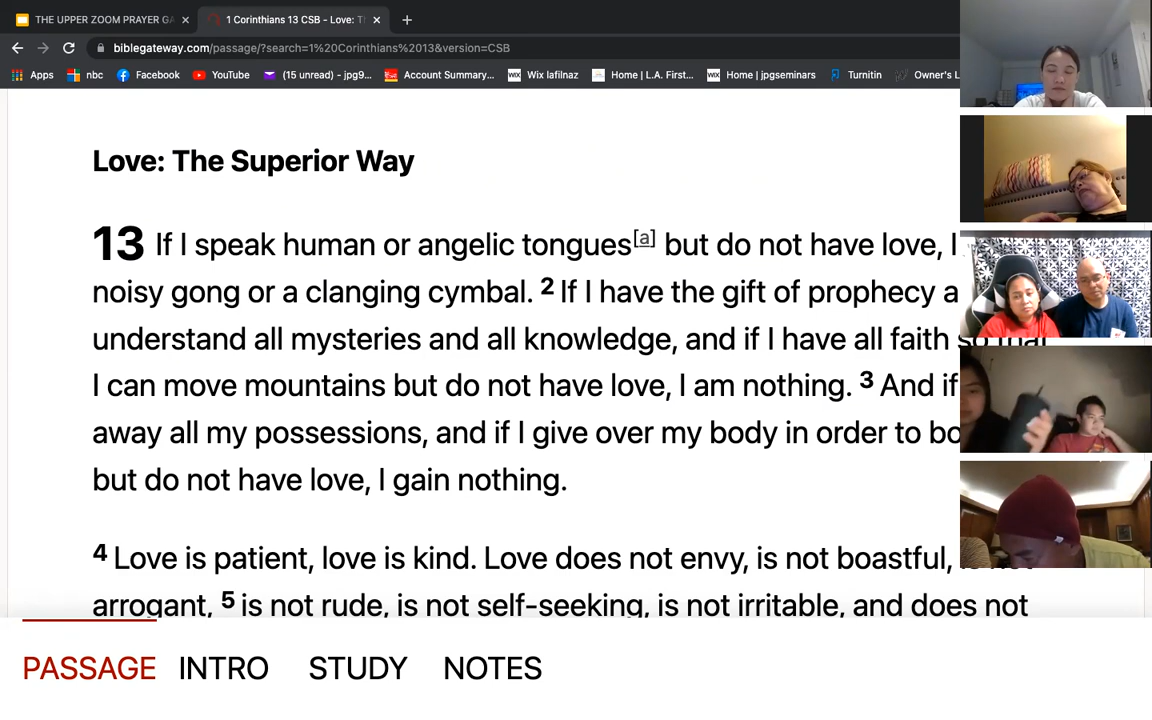 THE UPPER ZOOM PRAYER GA
1 Corinthians 13 CSB - Love: T
biblegateway.com/passage/?search=1%20Corinthians%2013&version=CSB
Apps nbc Facebook YouTube (15 unread) - jpg9... Account Summary... WIX Wix lafilnaz Home | L.A. First... WIX Home | jpgseminars Turnitin Owner's L
Love: The Superior Way
13 If I speak human or angelic tongues[a] but do not have love, I
noisy gong or a clanging cymbal. 2 If I have the gift of prophecy a
understand all mysteries and all knowledge, and if I have all faith so that
I can move mountains but do not have love, I am nothing. 3 And if
away all my possessions, and if I give over my body in order to bo
but do not have love, I gain nothing.
4 Love is patient, love is kind. Love does not envy, is not boastful, is not
arrogant, 5 is not rude, is not self-seeking, is not irritable, and does not
PASSAGE INTRO STUDY NOTES